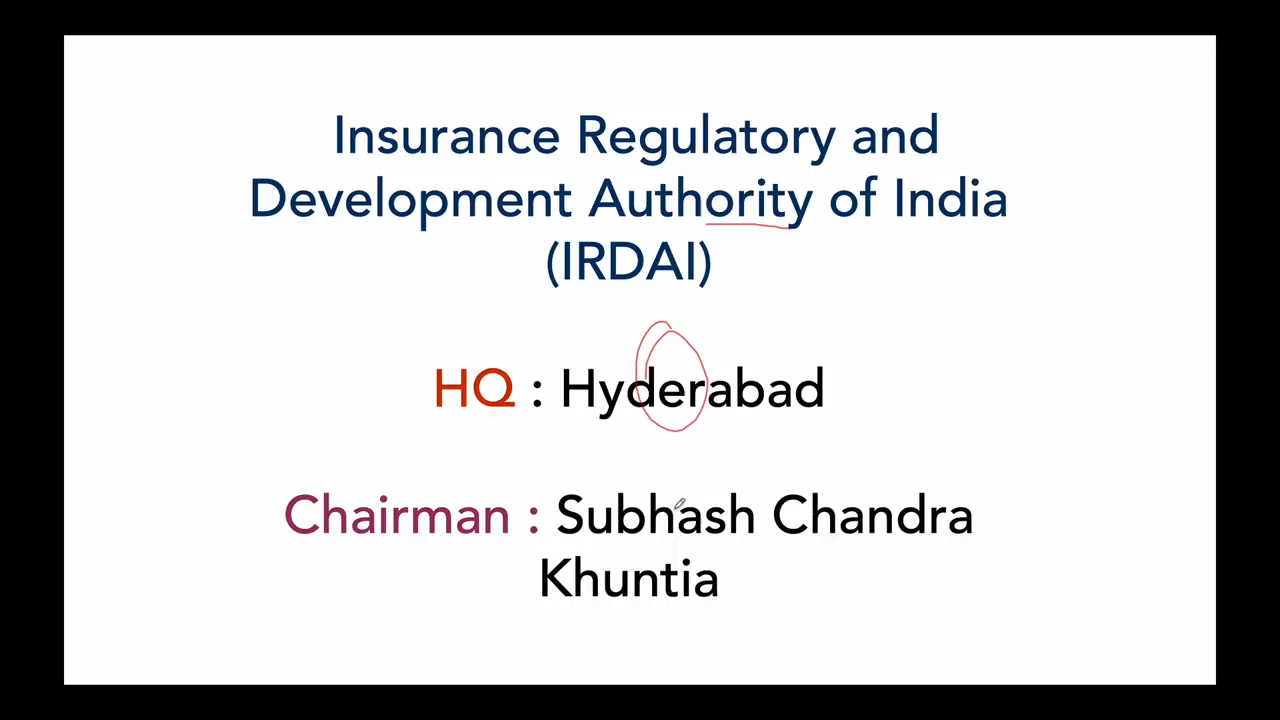 Insurance Regulatory and
Development Authority of India
(IRDAI)
HQ : Hyderabad
Chairman : Subhash Chandra
Khuntia